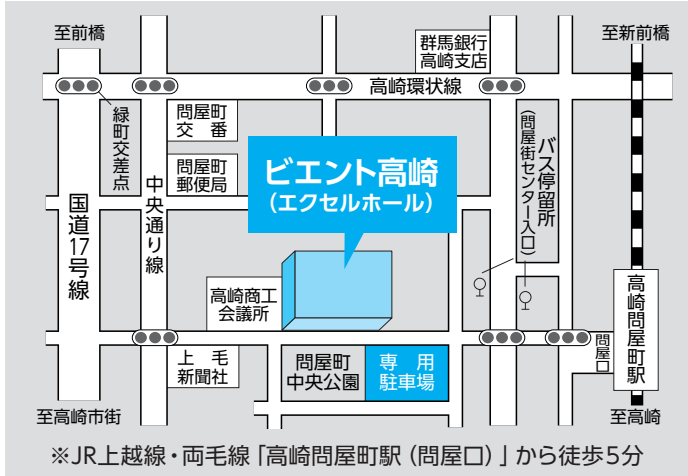 至前橋
群馬銀行
高崎支店
至新前橋
高崎環状線
緑町交差点
問屋町
交　番
問屋町
郵便局
ビエント高崎
(エクセルホール)
バス停留所
(問屋街センター入口)
国道17号線
中央通り線
高崎商工
会議所
高崎問屋町駅
問屋口
上　毛
新聞社
問屋町
中央公園
専　用
駐車場
至高崎市街
至高崎
※JR上越線・両毛線「高崎問屋町駅(問屋口)」から徒歩5分